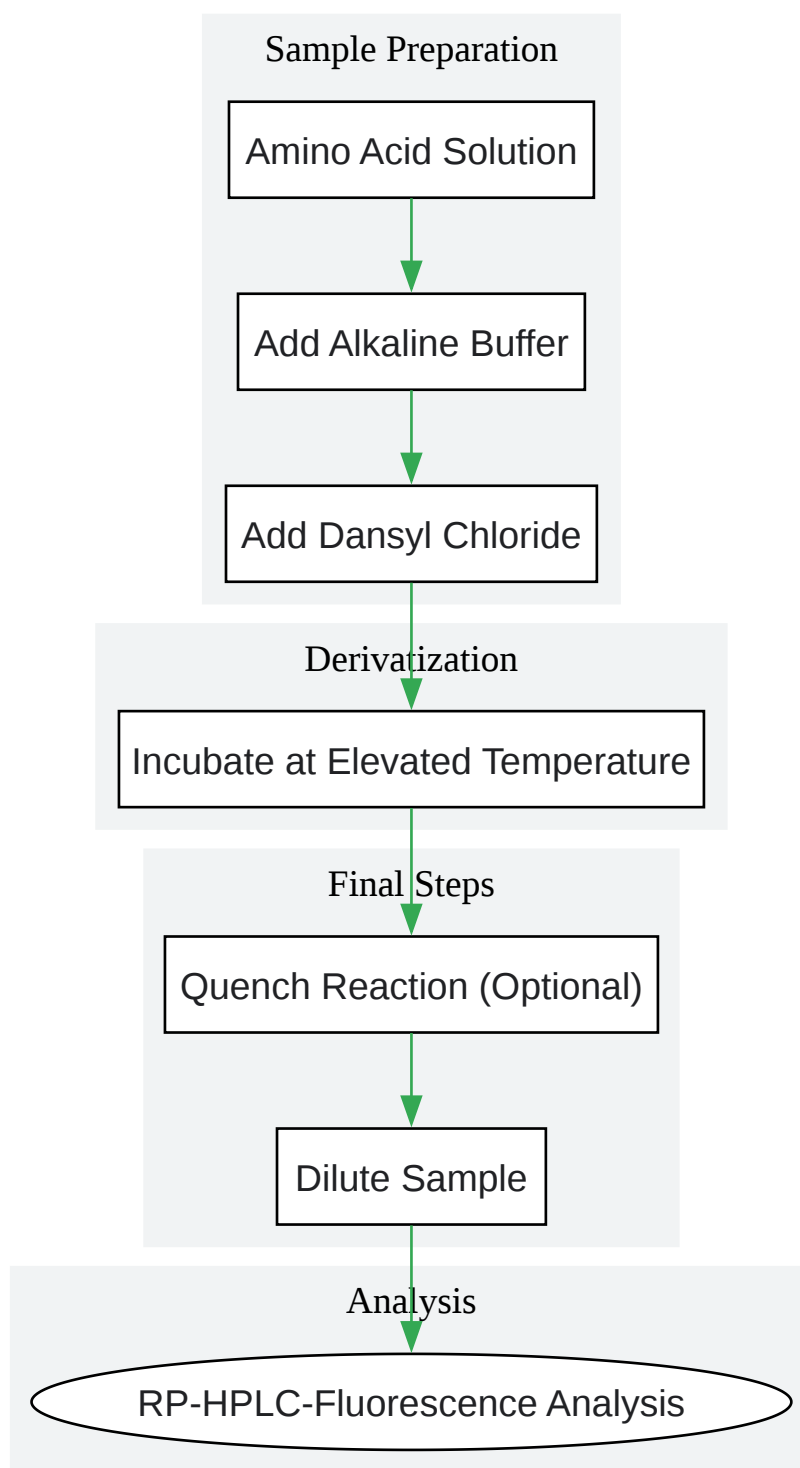 Sample Preparation
Amino Acid Solution
Add Alkaline Buffer
Add Dansyl Chloride
Derivatization
Incubate at Elevated Temperature
Final Steps
Quench Reaction (Optional)
Dilute Sample
Analysis
RP-HPLC-Fluorescence Analysis